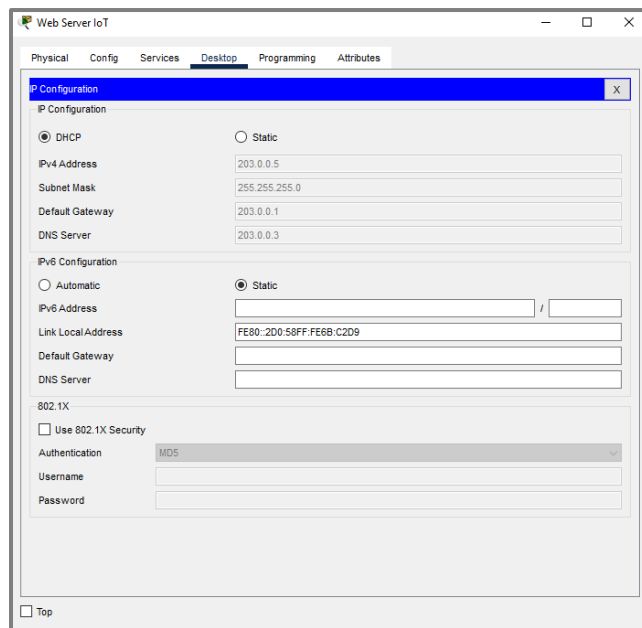 Web Server IoT
Physical Config Services Desktop Programming Attributes
IP Configuration X
IP Configuration
DHCP Static
IPv4 Address 203.0.0.5
Subnet Mask 255.255.255.0
Default Gateway 203.0.0.1
DNS Server 203.0.0.3
IPv6 Configuration
Automatic Static
IPv6 Address /
Link Local Address FE80::2D0:58FF:FE6B:C2D9
Default Gateway
DNS Server
802.1X
Use 802.1X Security
Authentication MD5
Username
Password
Top